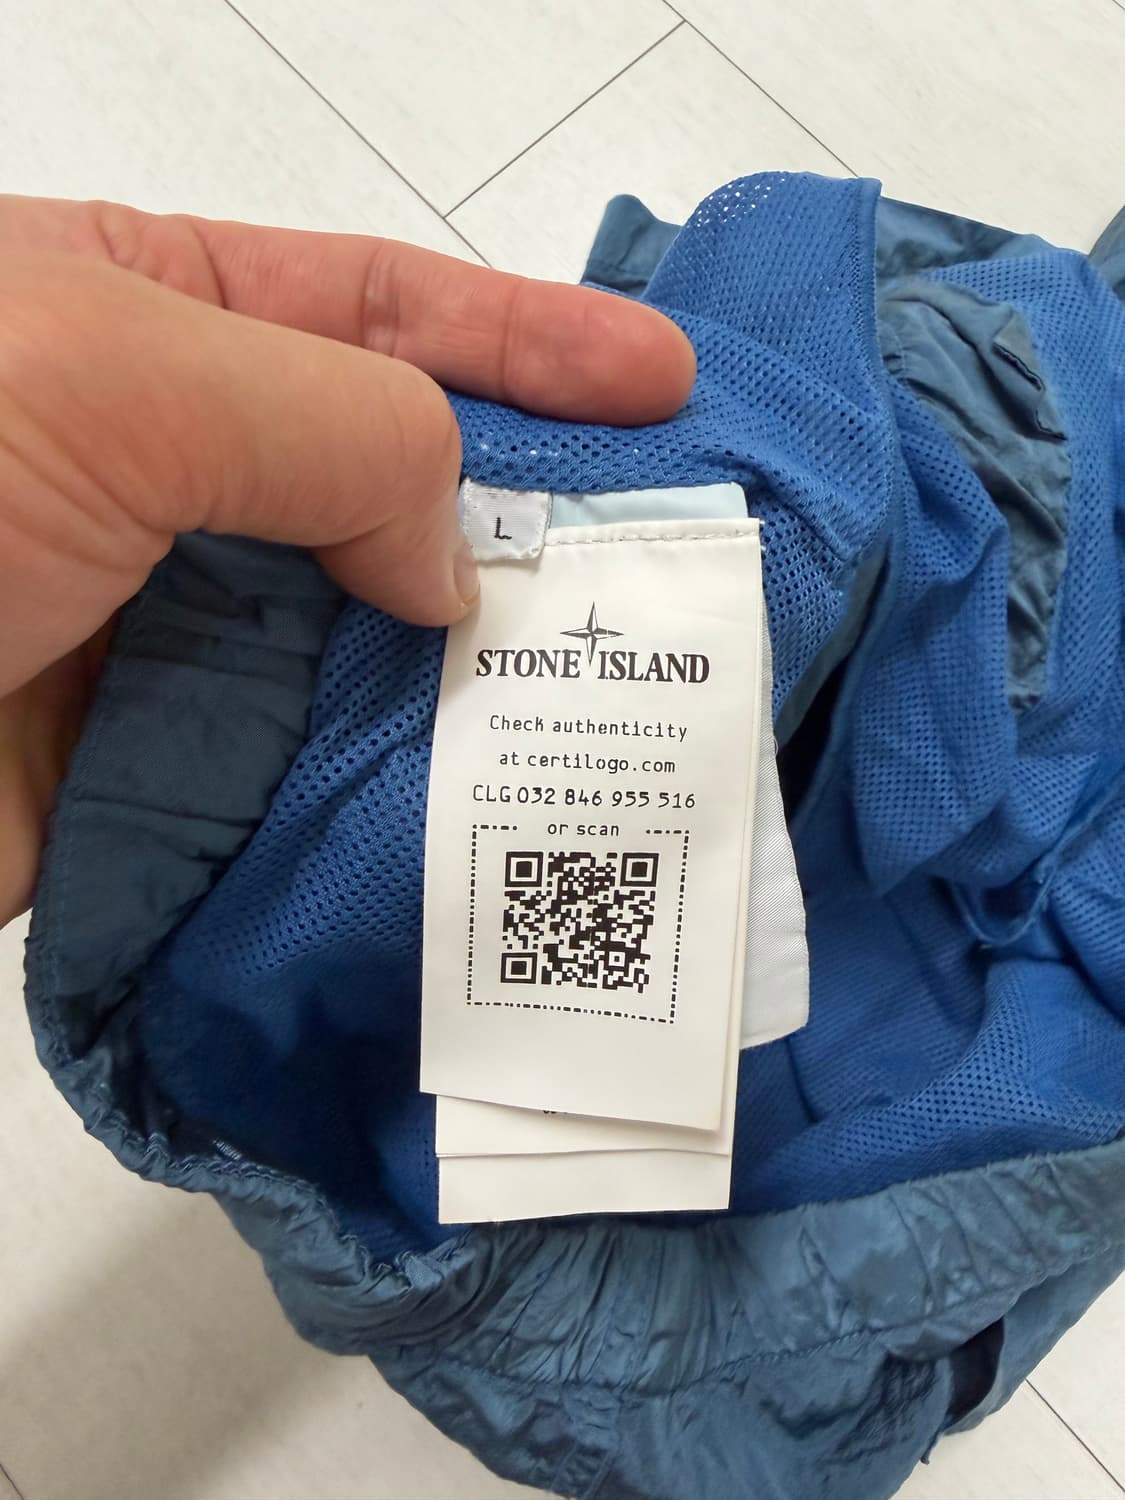 L
STONE ISLAND
Check authenticity
at certilogo.com
CLG 032 846 955 516
or scan